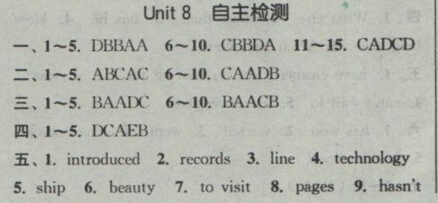 Unit 8 自主检测
一、1~5. DBBAA 6~10. CBBDA 11~15. CADCD
二、1~5. ABCAC 6~10. CAADB
三、1~5. BAADC 6~10. BAACB
四、1~5. DCAEB
五、1. introduced 2. records 3. line 4. technology
5. ship 6. beauty 7. to visit 8. pages 9. hasn't